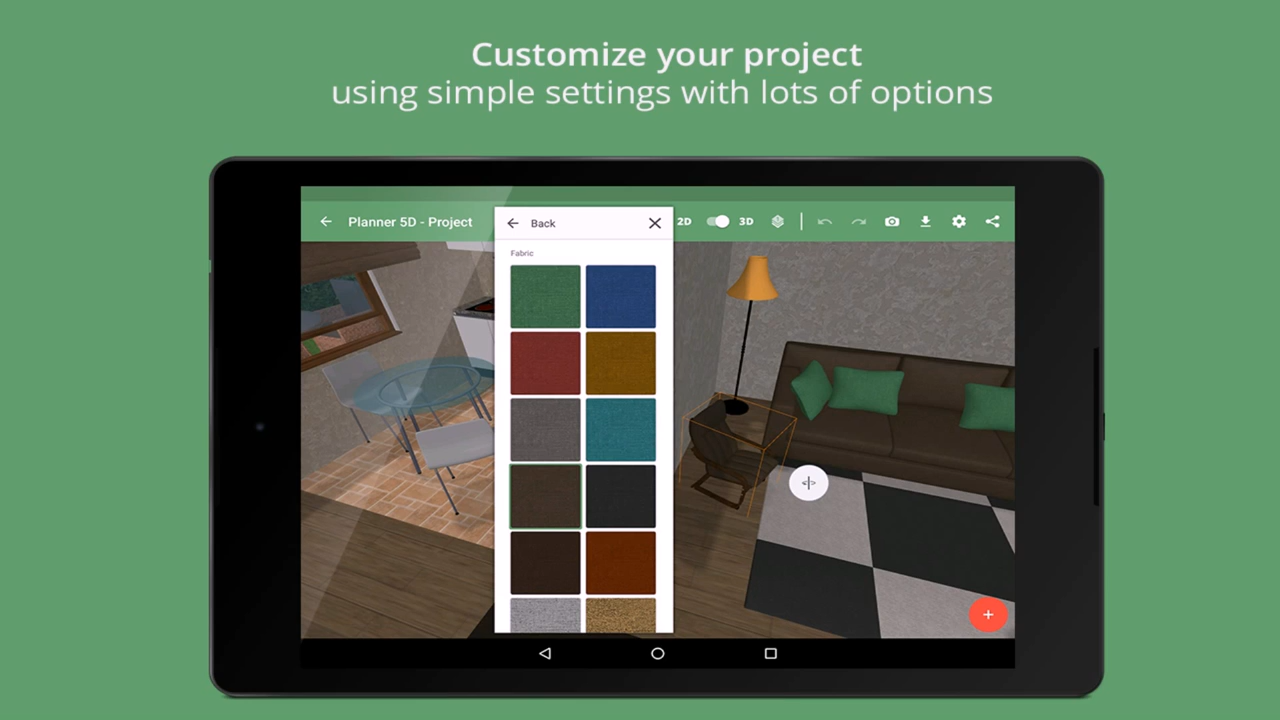 Customize your project
using simple settings with lots of options
Planner 5D - Project
Back
2D
3D
Fabric